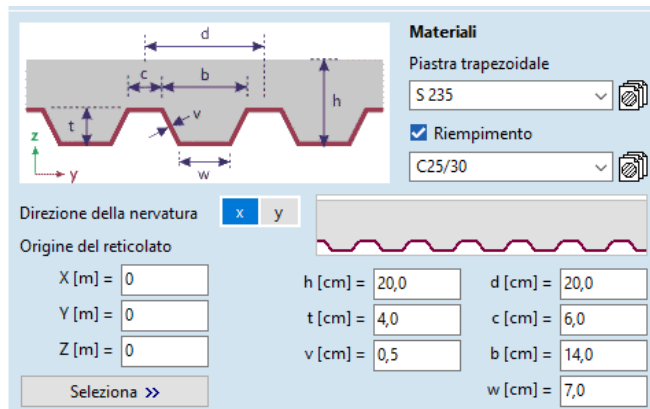 d
c
b
v
h
t
w
z
y
Materiali
Piastra trapezoidale
S 235
Riempimento
C25/30
Direzione della nervatura x y
Origine del reticolato
X [m] = 0
Y [m] = 0
Z [m] = 0
Seleziona »
h [cm] = 20,0
t [cm] = 4,0
v [cm] = 0,5
d [cm] = 20,0
c [cm] = 6,0
b [cm] = 14,0
w [cm] = 7,0